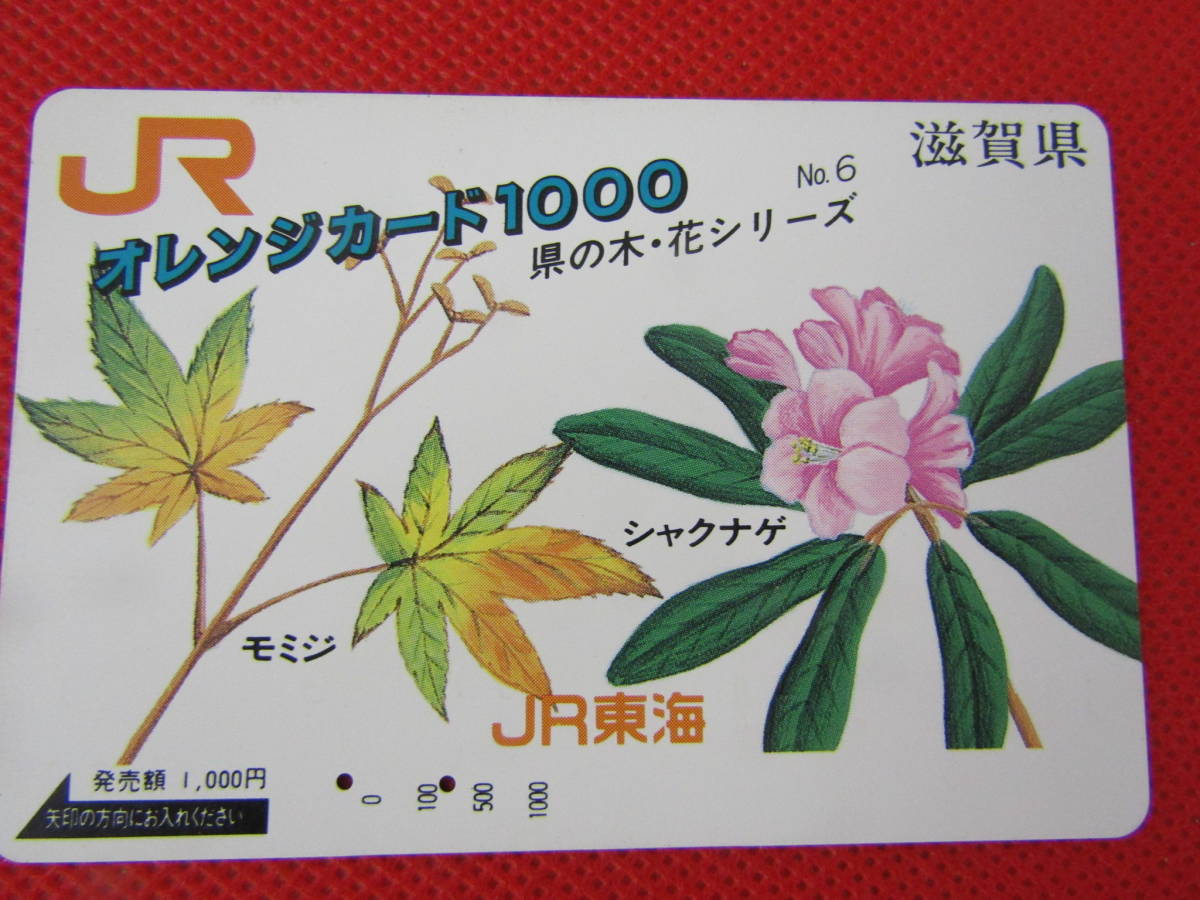 JR
滋賀県
オレンジカード1000
No.6
県の木・花シリーズ
シャクナゲ
モミジ
JR東海
発売額 1,000円
矢印の方向にお入れください
0 100 500 1000